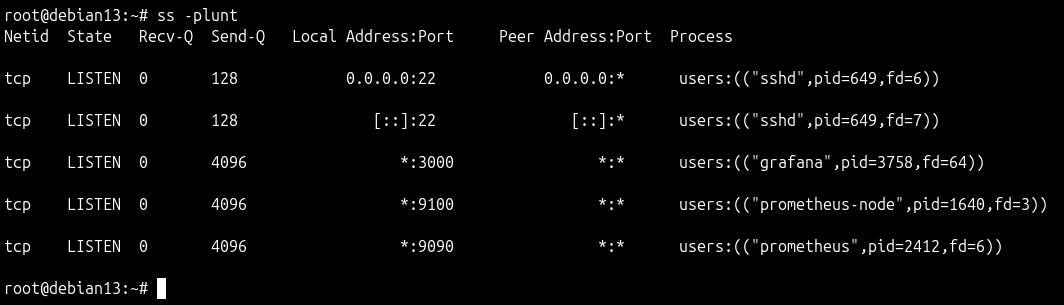 root@debian13:~# ss -plunt
Netid  State   Recv-Q  Send-Q   Local Address:Port     Peer Address:Port  Process
tcp    LISTEN  0       128            0.0.0.0:22            0.0.0.0:*      users:(("sshd",pid=649,fd=6))
tcp    LISTEN  0       128               [::]:22               [::]:*      users:(("sshd",pid=649,fd=7))
tcp    LISTEN  0       4096                 *:3000                *:*      users:(("grafana",pid=3758,fd=64))
tcp    LISTEN  0       4096                 *:9100                *:*      users:(("prometheus-node",pid=1640,fd=3))
tcp    LISTEN  0       4096                 *:9090                *:*      users:(("prometheus",pid=2412,fd=6))
root@debian13:~#